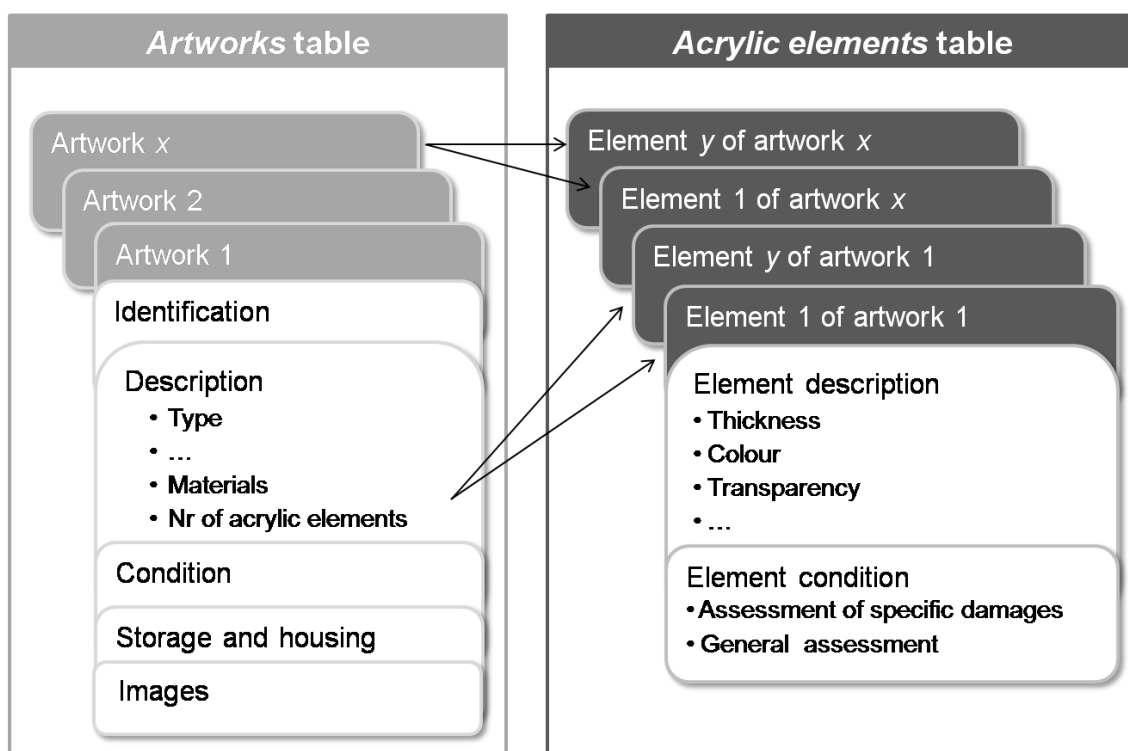 Artworks table
Artwork x
Artwork 2
Artwork 1
Identification
Description
• Type
• ...
• Materials
• Nr of acrylic elements
Condition
Storage and housing
Images
Acrylic elements table
Element y of artwork x
Element 1 of artwork x
Element y of artwork 1
Element 1 of artwork 1
Element description
• Thickness
• Colour
• Transparency
• ...
Element condition
• Assessment of specific damages
• General assessment